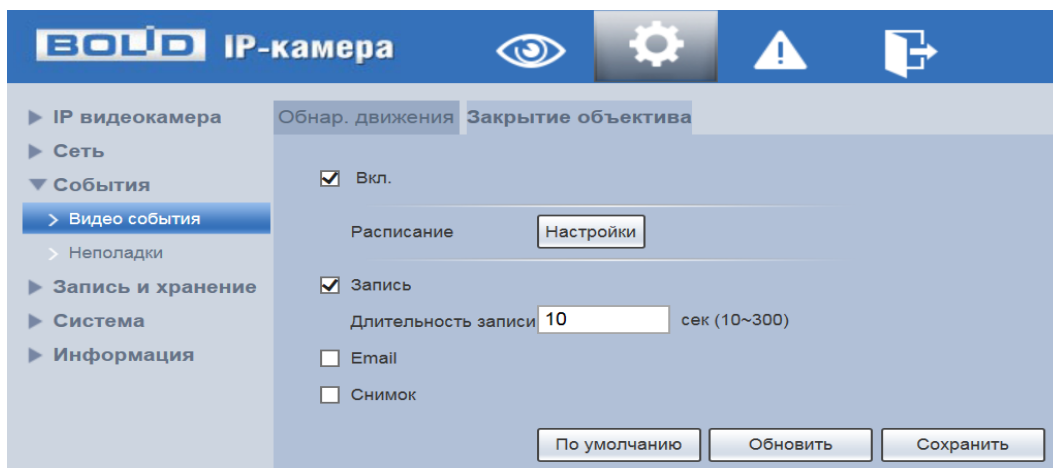 BOLID IP-камера
IP видеокамера
Сеть
События
Видео события
Неполадки
Запись и хранение
Система
Информация
Обнар. движения Закрытие объектива
Вкл.
Расписание Настройки
Запись
Длительность записи 10 сек (10~300)
Email
Снимок
По умолчанию Обновить Сохранить